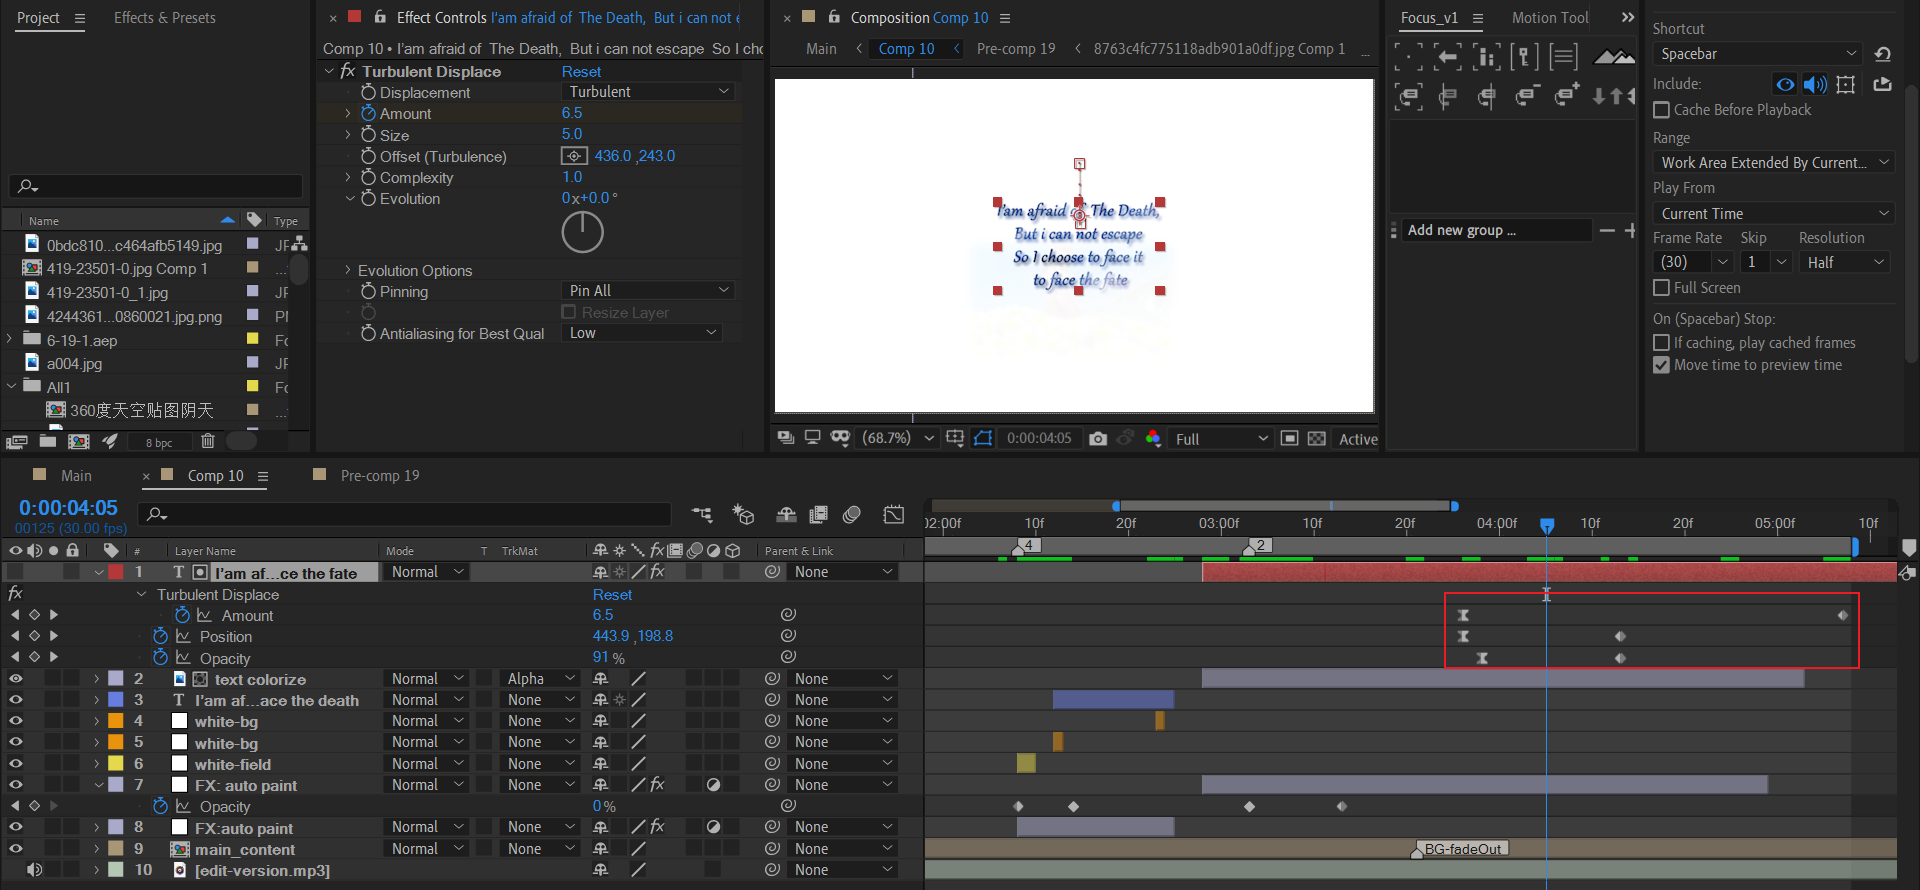 Project
Effects & Presets
Effect Controls I'am afraid of The Death, But i can not e
Composition Comp 10
Focus_v1
Motion Tool
Main
Comp 10
Pre-comp 19
8763c4fc775118adb901a0df.jpg Comp 1
...
Comp 10 • I'am afraid of The Death, But i can not escape So I cho
fx Turbulent Displace Reset
Displacement Turbulent
Amount 6.5
Size 5.0
Offset (Turbulence) 436.0 ,243.0
Complexity 1.0
Evolution 0x+0.0°
Evolution Options
Pinning Pin All
Resize Layer
Antialiasing for Best Qual Low
Name Type
0bdc810...c464afb5149.jpg JF
419-23501-0.jpg Comp 1 ...
419-23501-0_1.jpg JF
4244361...0860021.jpg.png
6-19-1.aep Fo
a004.jpg JF
All1 Fo
360度天空贴图阴天 ...
8 bpc
I'am afraid of The Death,
But i can not escape
So I choose to face it
to face the fate
(68.7%) 0:00:04:05 Full Active
Add new group ...
Shortcut
Spacebar
Include:
Cache Before Playback
Range
Work Area Extended By Current...
Play From
Current Time
Frame Rate Skip Resolution
(30) 1 Half
Full Screen
On (Spacebar) Stop:
If caching, play cached frames
Move time to preview time
Main
Comp 10
Pre-comp 19
0:00:04:05
00125 (30.00 fps)
02:00f 10f 20f 03:00f 10f 20f 04:00f 10f 20f 05:00f 10f
# Layer Name Mode T TrkMat fx Parent & Link
4 2
1 T I'am af...ce the fate Normal fx None
fx Turbulent Displace Reset
Amount 6.5
Position 443.9 ,198.8
Opacity 91 %
2 text colorize Normal Alpha None
3 T I'am af...ace the death Normal None None
4 white-bg Normal None None
5 white-bg Normal None None
6 white-field Normal None None
7 FX: auto paint Normal None fx None
Opacity 0 %
8 FX:auto paint Normal None fx None
9 main_content Normal None None
BG-fadeOut
10 [edit-version.mp3] None